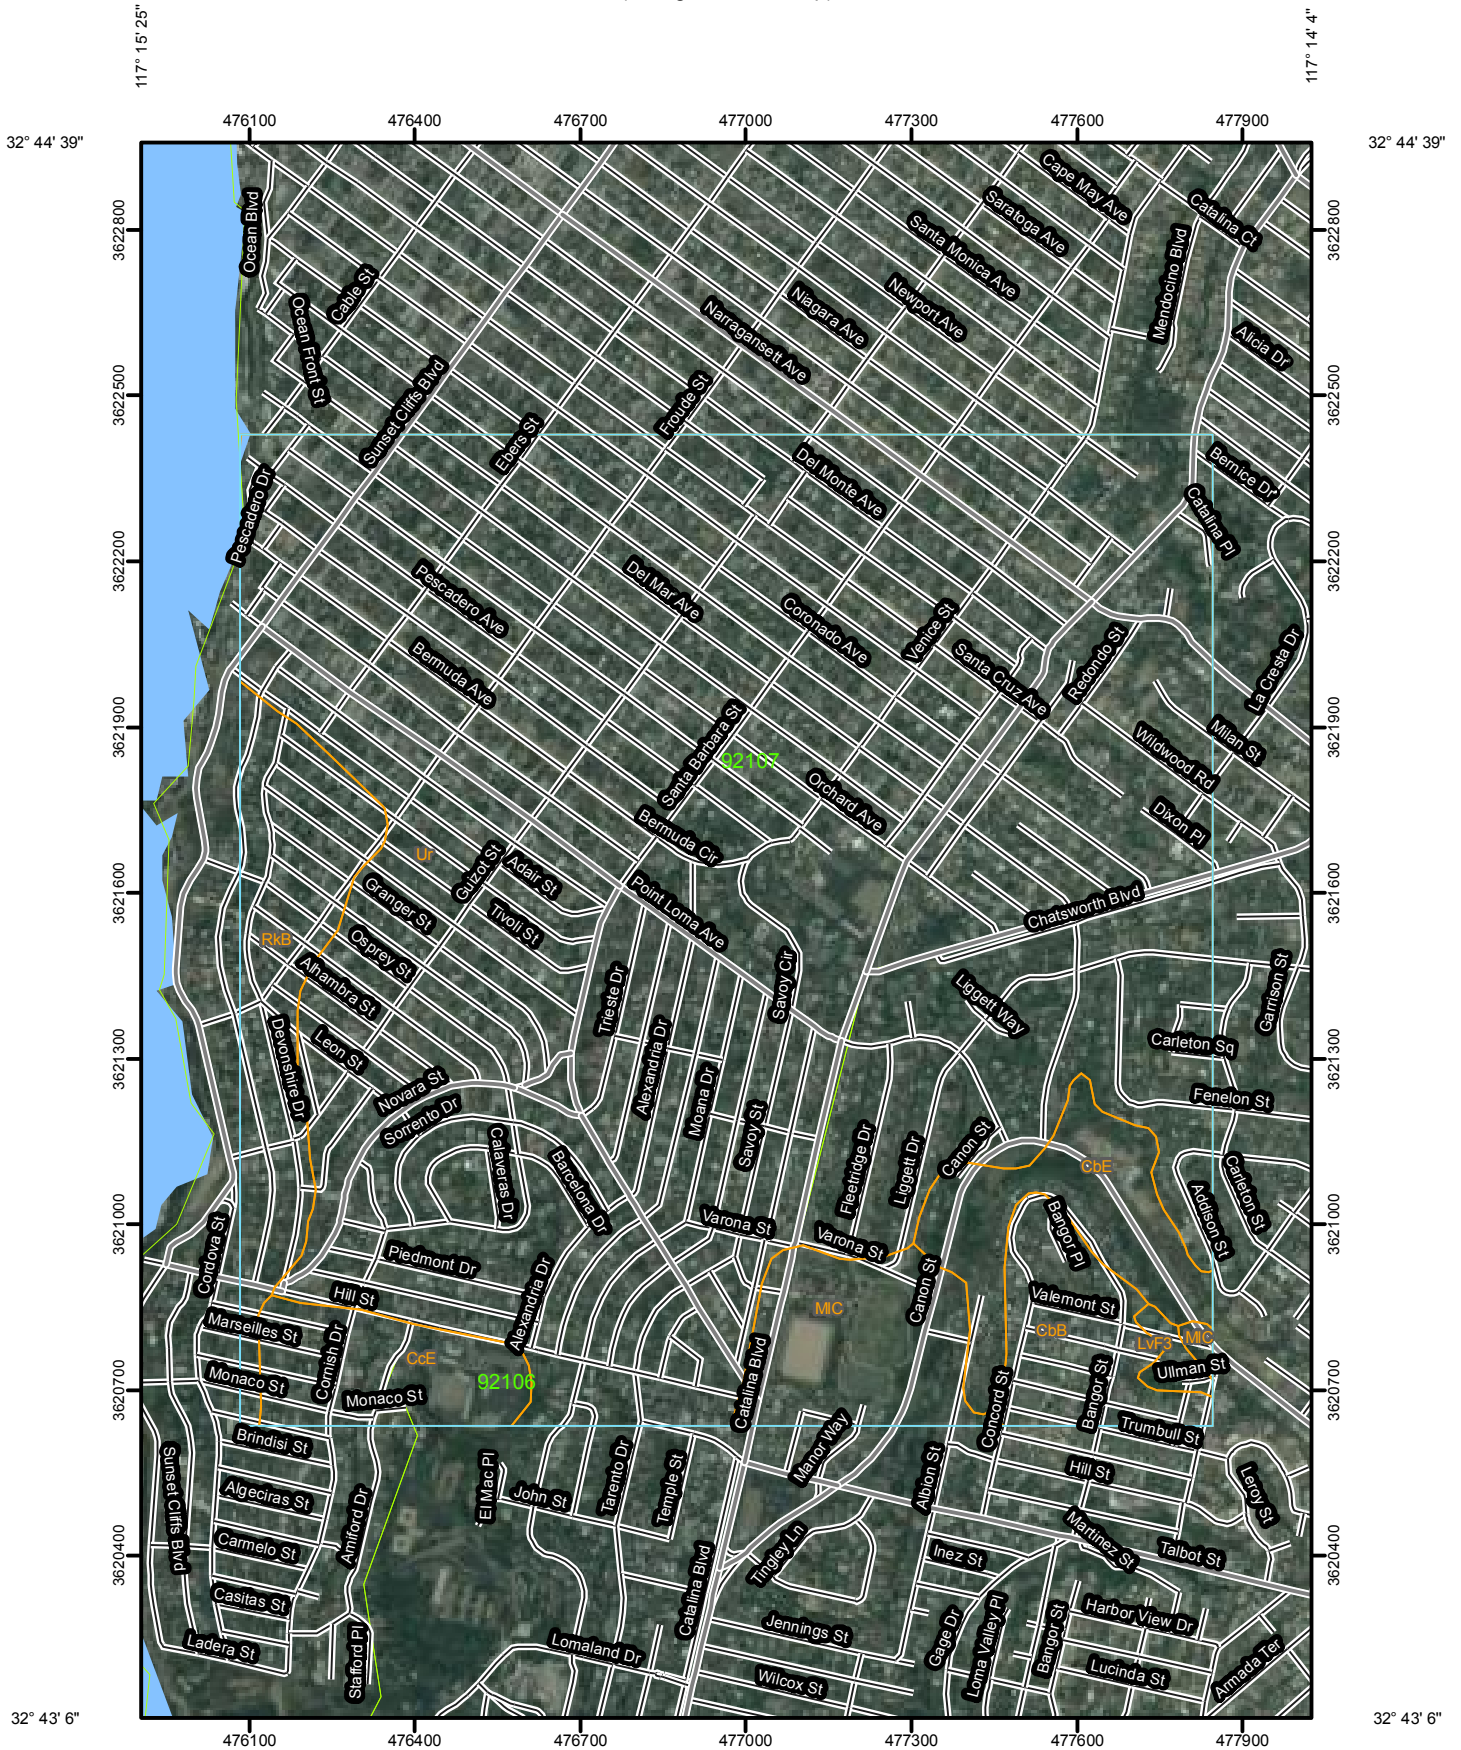 117° 15' 25"
117° 14' 4"
32° 44' 39"
32° 44' 39"
476100
476400
476700
477000
477300
477600
477900
3622800
3622500
3622200
3621900
3621600
3621300
3621000
3620700
3620400
3622800
3622500
3622200
3621900
3621600
3621300
3621000
3620700
3620400
Ocean Blvd
Cable St
Ocean Front St
Sunset Cliffs Blvd
Ebers St
Froude St
Narragansett Ave
Niagara Ave
Newport Ave
Santa Monica Ave
Saratoga Ave
Cape May Ave
Mendocino Blvd
Catalina Ct
Alicia Dr
Bernice Dr
Catalina Pl
Pescadero Dr
Del Monte Ave
Pescadero Ave
Del Mar Ave
Coronado Ave
Venice St
Santa Cruz Ave
Redondo St
La Cresta Dr
Bermuda Ave
Santa Barbara St
92107
Wildwood Rd
Milan St
Orchard Ave
Dixon Pl
Bermuda Cir
Ur
Guizot St
Adair St
Granger St
Tivoli St
Point Loma Ave
Chatsworth Blvd
RkB
Osprey St
Alhambra St
Trieste Dr
Savoy Cir
Liggett Way
Garrison St
Devonshire Dr
Leon St
Alexandria Dr
Carleton Sq
Novara St
Sorrento Dr
Moana Dr
Savoy St
Fenelon St
Calaveras Dr
Barcelona Dr
Fleetridge Dr
Liggett Dr
Canon St
CbE
Carleton St
Addison St
Cordova St
Varona St
Varona St
Bangor Pl
Piedmont Dr
Hill St
Alexandria Dr
Canon St
Valemont St
Marseilles St
Cornish Dr
MlC
CbB
LvF3
MlC
CcE
Catalina Blvd
Ullman St
Monaco St
92106
Monaco St
Concord St
Bangor St
Trumbull St
Brindisi St
Manor Way
Hill St
Sunset Cliffs Blvd
Algeciras St
Amiford Dr
El Mac Pl
John St
Tarento Dr
Temple St
Albion St
Leroy St
Carmelo St
Tingley Ln
Inez St
Martinez St
Talbot St
Casitas St
Catalina Blvd
Jennings St
Gage Dr
Loma Valley Pl
Bangor St
Harbor View Dr
Ladera St
Stafford Pl
Lomaland Dr
Wilcox St
Lucinda St
Armada Ter
32° 43' 6"
32° 43' 6"
476100
476400
476700
477000
477300
477600
477900